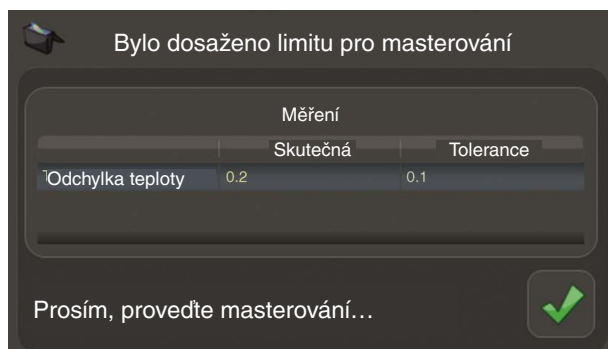 Bylo dosaženo limitu pro masterování
Měření
Skutečná Tolerance
Odchylka teploty 0.2 0.1
Prosím, proveďte masterování…